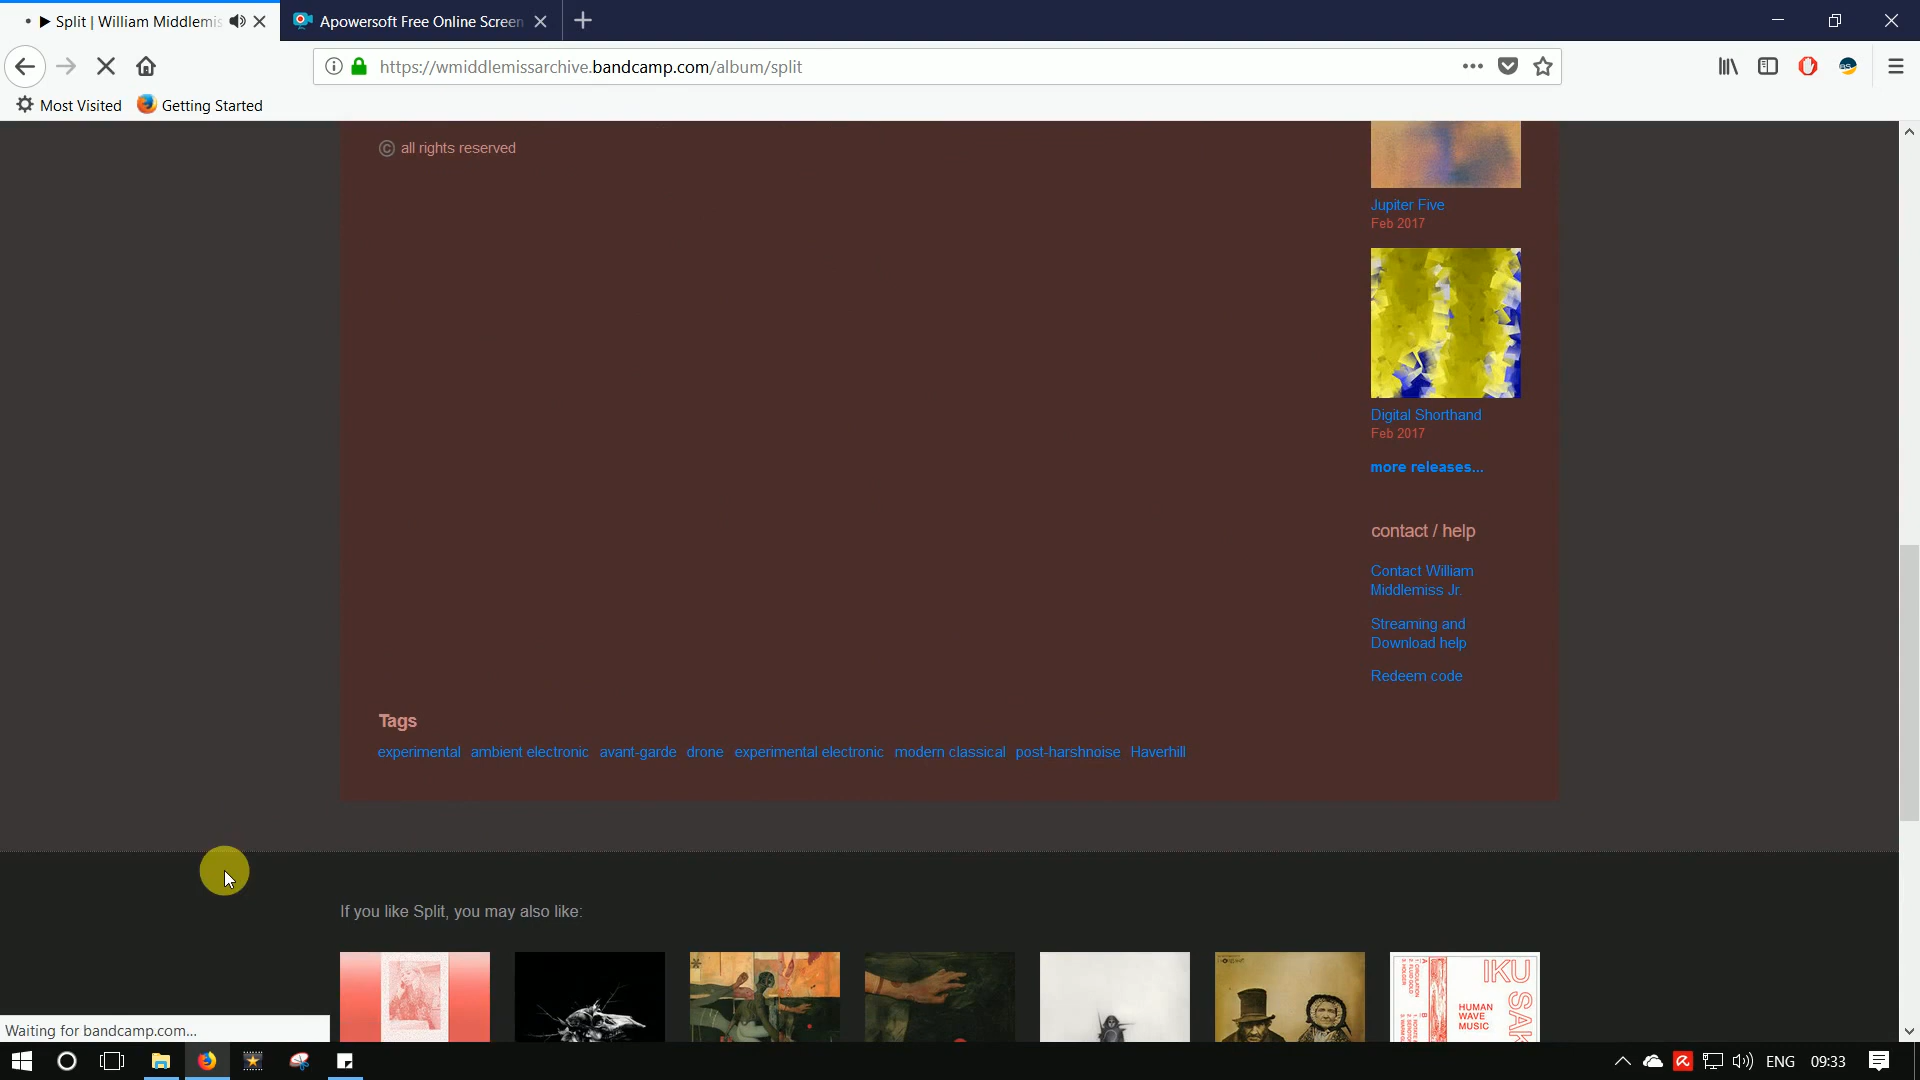 Split | William Middlemis
Apowersoft Free Online Screen
https://wmiddlemissarchive.bandcamp.com/album/split
Most Visited
Getting Started
© all rights reserved
Jupiter Five
Feb 2017
Digital Shorthand
Feb 2017
more releases...
contact / help
Contact William
Middlemiss Jr.
Streaming and
Download help
Redeem code
Tags
experimental ambient electronic avant-garde drone experimental electronic modern classical post-harshnoise Haverhill
If you like Split, you may also like:
IKU
SAK
HUMAN
WAVE
MUSIC
Waiting for bandcamp.com...
ENG
09:33